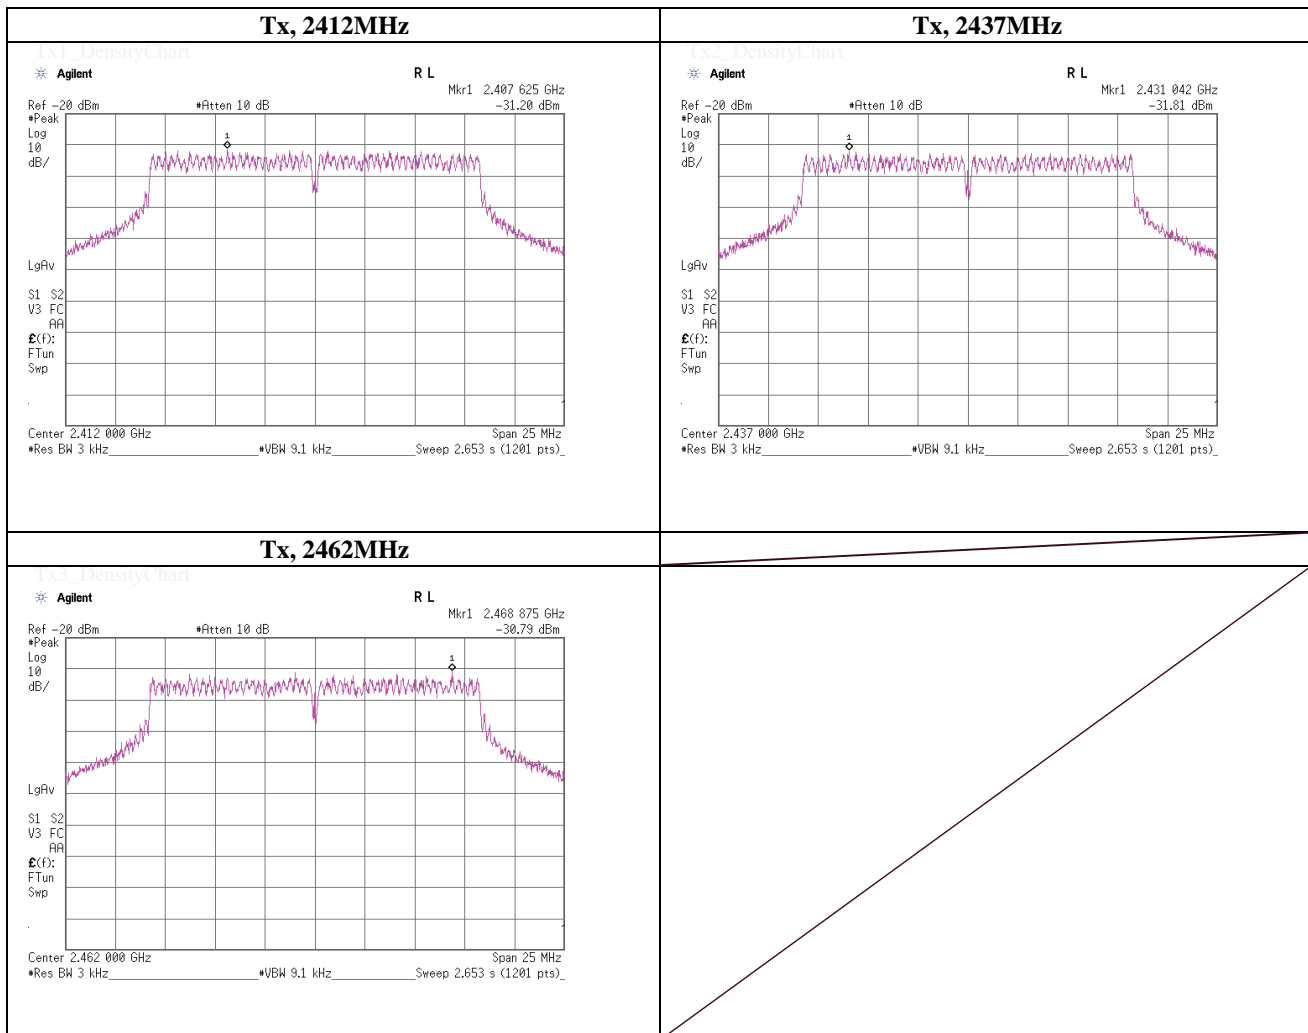 Tx, 2412MHz
Tx1_DensityChart
Agilent
R L
Mkr1 2.407 625 GHz
Ref -20 dBm #Atten 10 dB -31.20 dBm
#Peak
Log
10
dB/
1
LgAv
S1 S2
V3 FC
AA
£(f):
FTun
Swp
Center 2.412 000 GHz Span 25 MHz
#Res BW 3 kHz #VBW 9.1 kHz Sweep 2.653 s (1201 pts)
Tx, 2437MHz
Tx2_DensityChart
Agilent
R L
Mkr1 2.431 042 GHz
Ref -20 dBm #Atten 10 dB -31.81 dBm
#Peak
Log
10
dB/
1
LgAv
S1 S2
V3 FC
AA
£(f):
FTun
Swp
Center 2.437 000 GHz Span 25 MHz
#Res BW 3 kHz #VBW 9.1 kHz Sweep 2.653 s (1201 pts)
Tx, 2462MHz
Tx3_DensityChart
Agilent
R L
Mkr1 2.468 875 GHz
Ref -20 dBm #Atten 10 dB -30.79 dBm
#Peak
Log
10
dB/
1
LgAv
S1 S2
V3 FC
AA
£(f):
FTun
Swp
Center 2.462 000 GHz Span 25 MHz
#Res BW 3 kHz #VBW 9.1 kHz Sweep 2.653 s (1201 pts)